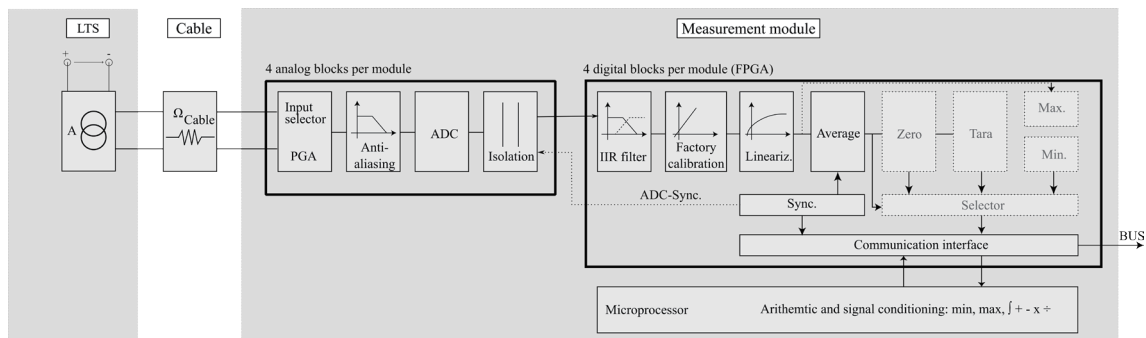 LTS
Cable
Measurement module
+
-
4 analog blocks per module
4 digital blocks per module (FPGA)
A
Ω Cable
Input
selector
PGA
Anti-
aliasing
ADC
Isolation
IIR filter
Factory
calibration
Lineariz.
Average
Zero
Tara
Max.
Min.
ADC-Sync.
Sync.
Selector
Communication interface
BUS
Microprocessor
Arithemtic and signal conditioning: min, max, ∫ + - x ÷